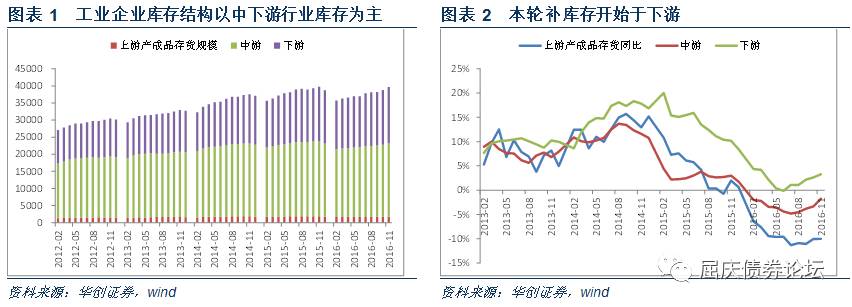 图表 1 工业企业库存结构以中下游行业库存为主
上游产成品存货规模 中游 下游
45000
40000
35000
30000
25000
20000
15000
10000
5000
0
2012-02 2012-05 2012-08 2012-11 2013-02 2013-05 2013-08 2013-11 2014-02 2014-05 2014-08 2014-11 2015-02 2015-05 2015-08 2015-11 2016-02 2016-05 2016-08 2016-11
资料来源：华创证券，wind
图表 2 本轮补库存开始于下游
上游产成品存货同比 中游 下游
25%
20%
15%
10%
5%
0%
-5%
-10%
-15%
2013-02 2013-05 2013-08 2013-11 2014-02 2014-05 2014-08 2014-11 2015-02 2015-05 2015-08 2015-11 2016-02 2016-05 2016-08 2016-11
屈庆债券论坛
资料来源：华创证券，wind